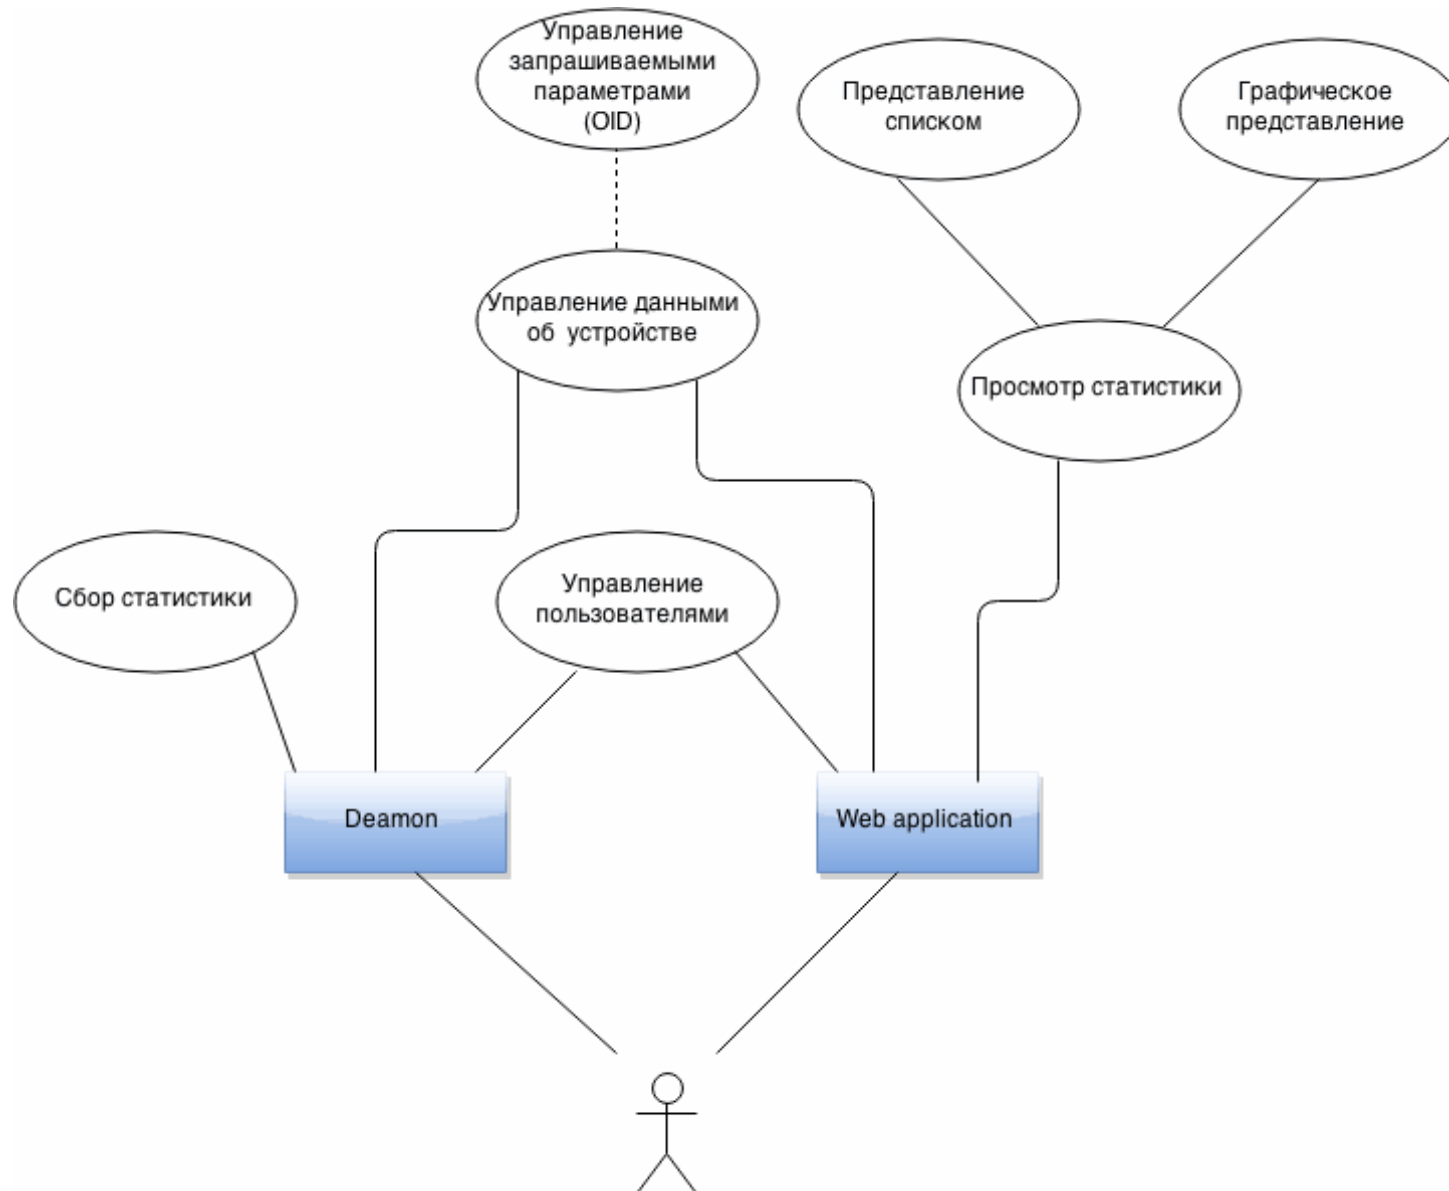 Управление
запрашиваемыми
параметрами
(OID)
Представление
списком
Графическое
представление
Управление данными
об устройстве
Просмотр статистики
Сбор статистики
Управление
пользователями
Deamon
Web application